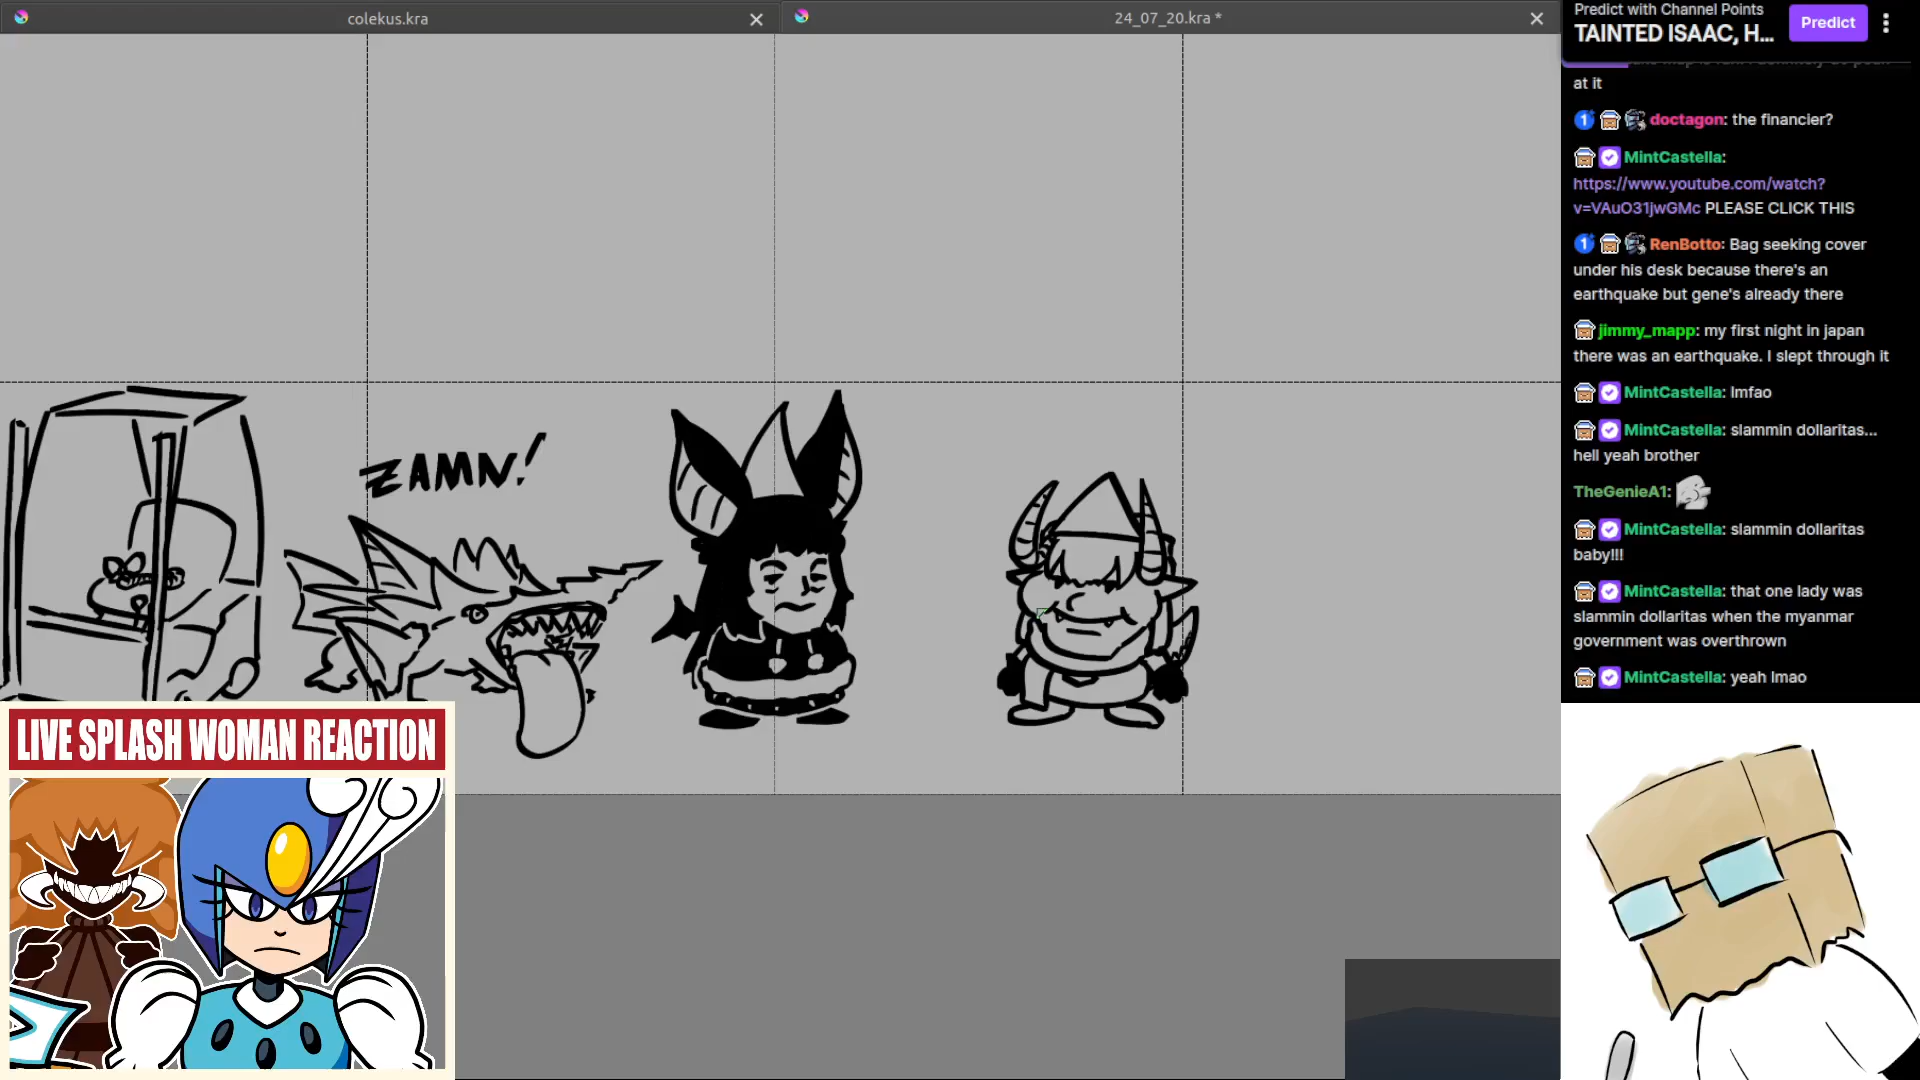 colekus.kra
24_07_20.kra *
Predict with Channel Points
TAINTED ISAAC, H...
Predict
at it
doctagon: the financier?
MintCastella:
https://www.youtube.com/watch?
v=VAuO31jwGMc PLEASE CLICK THIS
RenBotto: Bag seeking cover
under his desk because there's an
earthquake but gene's already there
jimmy_mapp: my first night in japan
there was an earthquake. I slept through it
MintCastella: lmfao
MintCastella: slammin dollaritas...
hell yeah brother
TheGenieA1:
MintCastella: slammin dollaritas
baby!!!
MintCastella: that one lady was
slammin dollaritas when the myanmar
government was overthrown
MintCastella: yeah lmao
ZAMN!
LIVE SPLASH WOMAN REACTION